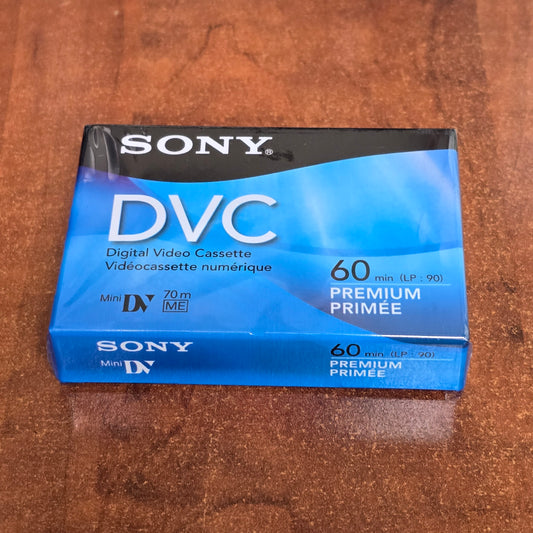 SONY®
DVC
Digital Video Cassette
Vidéocassette numérique
Mini DV 70m ME
60 min (LP : 90)
PREMIUM
PRIMÉE
SONY
Mini DV
60 min (LP : 90)
PREMIUM
PRIMÉE